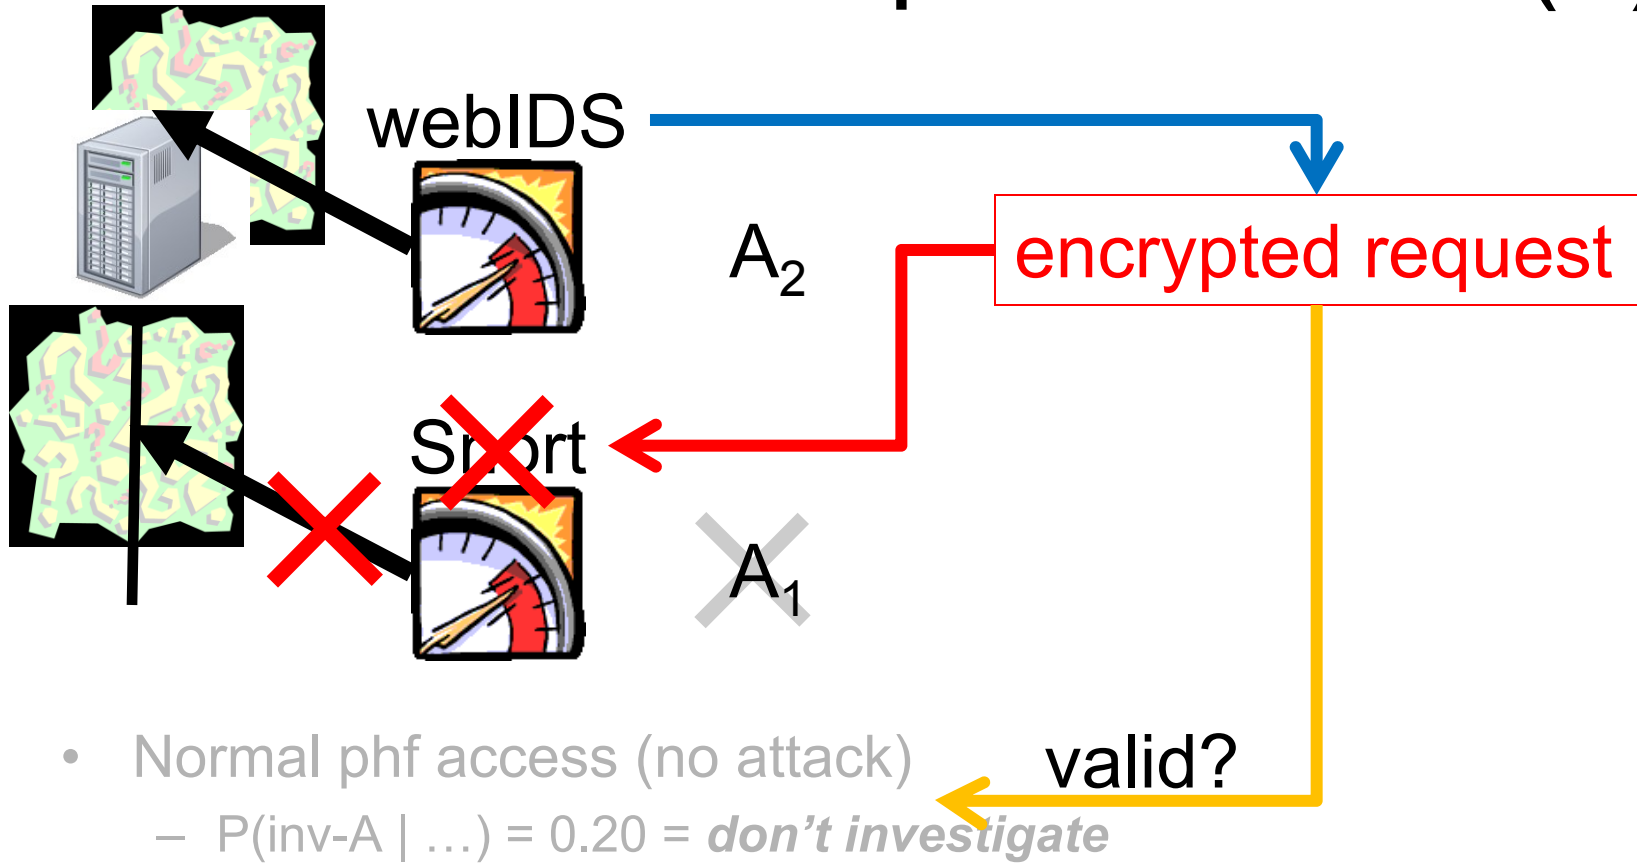 webIDS
A2
encrypted request
Snort
A1
• Normal phf access (no attack)
valid?
– P(inv-A | …) = 0.20 = don't investigate